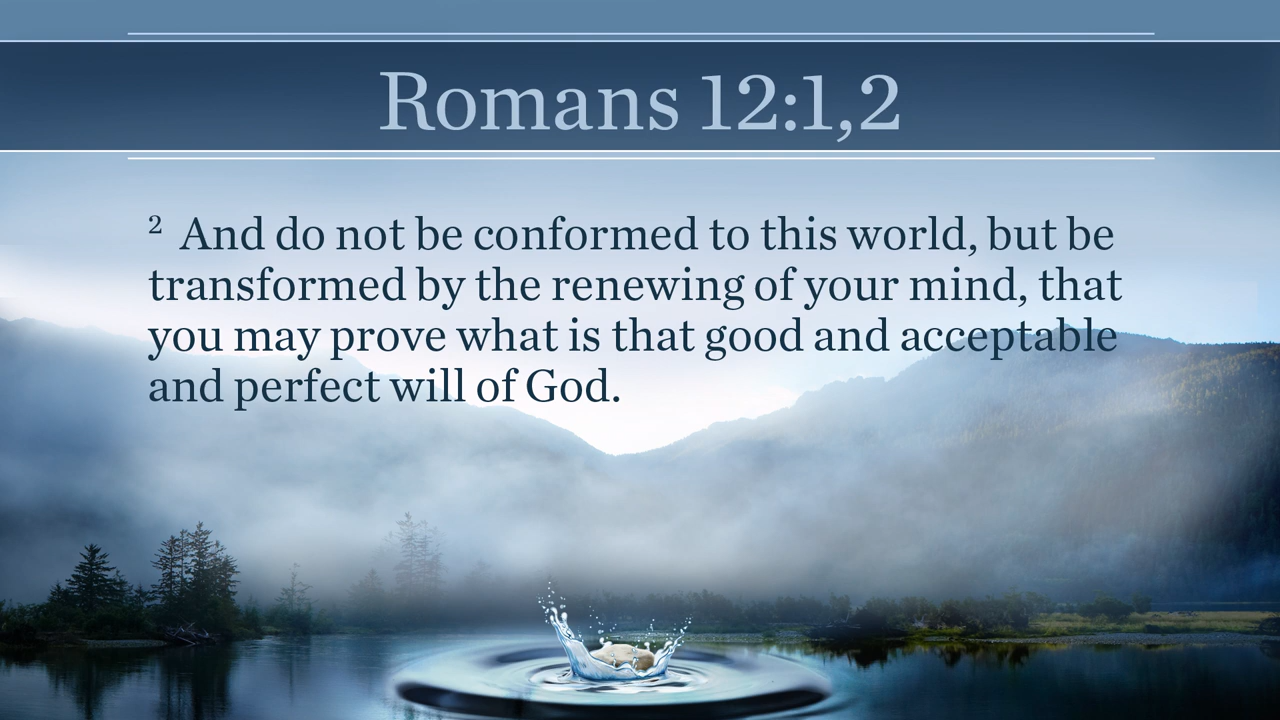 Romans 12:1,2
² And do not be conformed to this world, but be
transformed by the renewing of your mind, that
you may prove what is that good and acceptable
and perfect will of God.